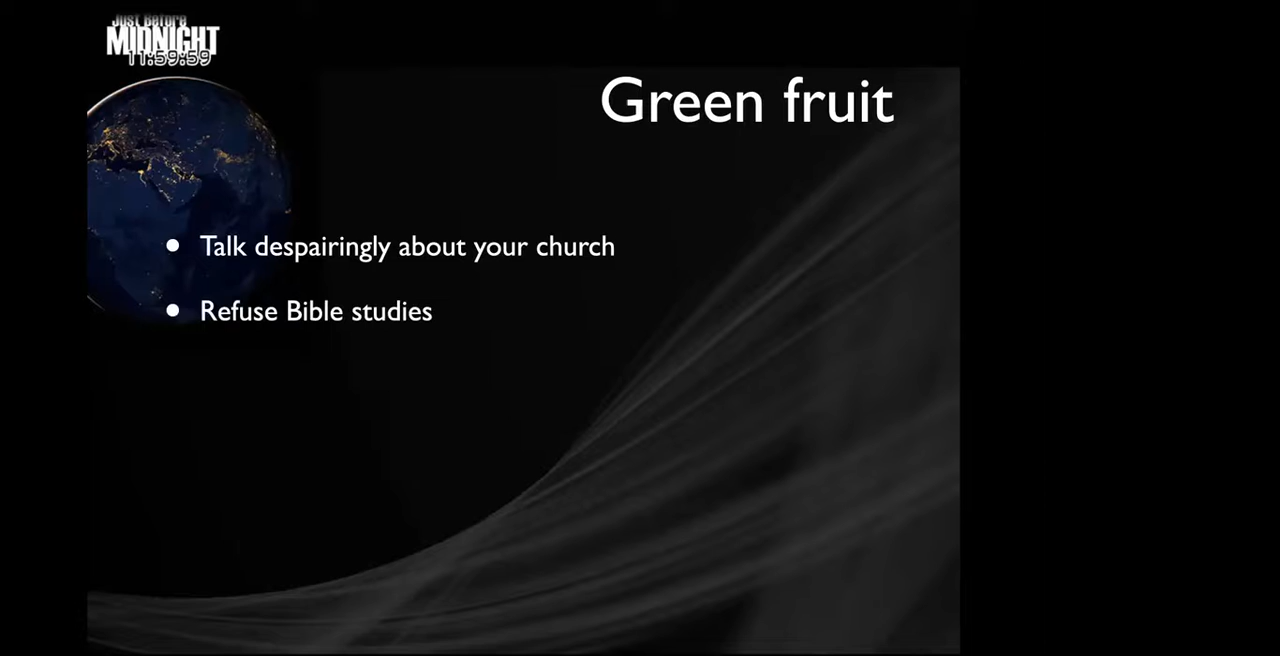 Just Before
MIDNIGHT
11:59:59
Green fruit
• Talk despairingly about your church
• Refuse Bible studies